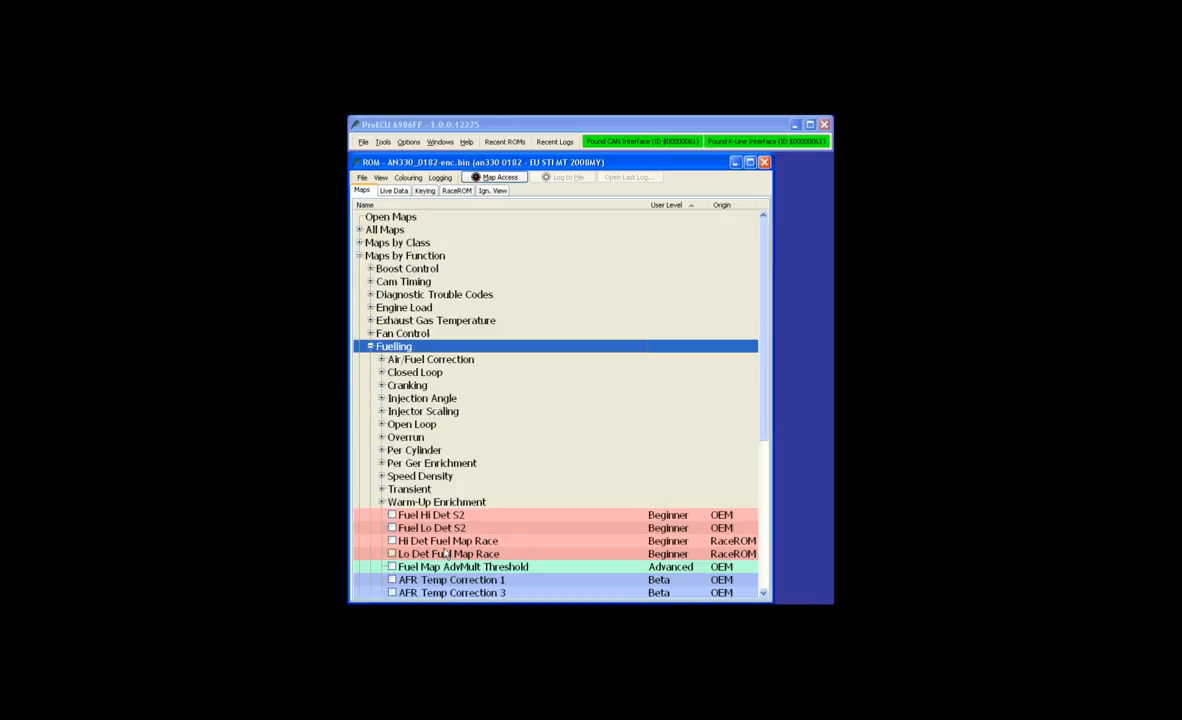 ProECU 6986FF - 1.0.0.12275
File Tools Options Windows Help Recent ROMs Recent Logs Found CAN Interface (ID $00000061) Found K-Line Interface (ID $00000061)
ROM - AN330_0182-enc.bin (an330 0182 - EU STI MT 2008MY)
File View Colouring Logging Map Access Log to File Open Last Log...
Maps Live Data Keying RaceROM Ign. View
Name User Level Origin
Open Maps
All Maps
Maps by Class
Maps by Function
Boost Control
Cam Timing
Diagnostic Trouble Codes
Engine Load
Exhaust Gas Temperature
Fan Control
Fuelling
Air/Fuel Correction
Closed Loop
Cranking
Injection Angle
Injector Scaling
Open Loop
Overrun
Per Cylinder
Per Ger Enrichment
Speed Density
Transient
Warm-Up Enrichment
Fuel Hi Det S2 Beginner OEM
Fuel Lo Det S2 Beginner OEM
Hi Det Fuel Map Race Beginner RaceROM
Lo Det Fuel Map Race Beginner RaceROM
Fuel Map AdvMult Threshold Advanced OEM
AFR Temp Correction 1 Beta OEM
AFR Temp Correction 3 Beta OEM